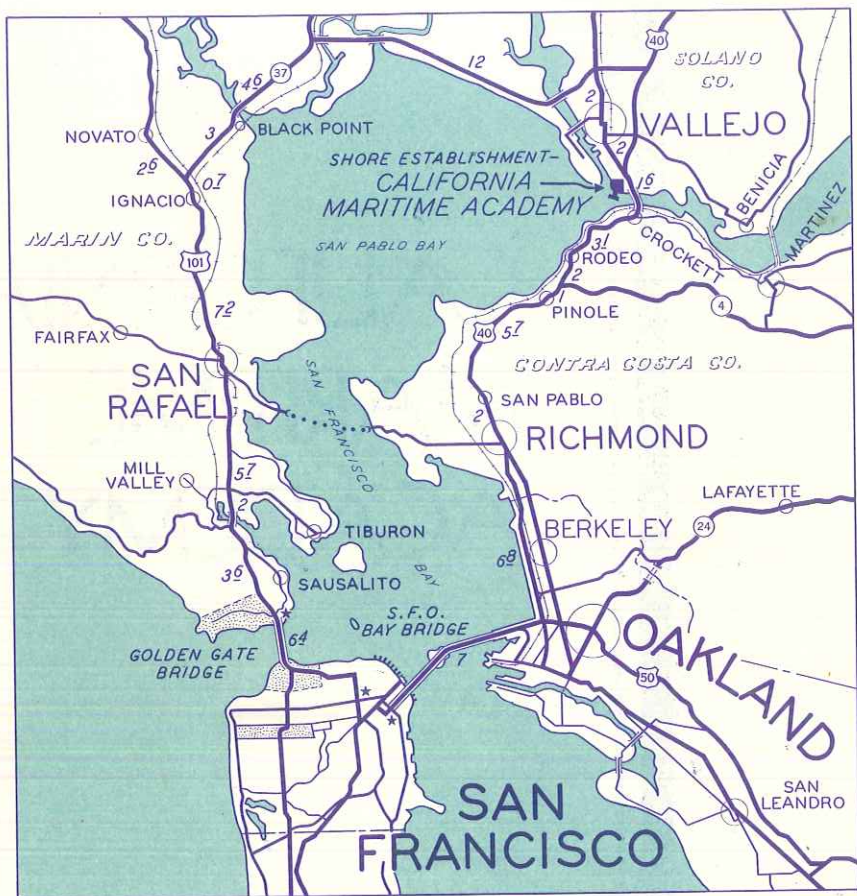 40
SOLANO
CO.
12
37
4⁶
3
BLACK POINT
NOVATO
2⁶
0⁷
IGNACIO
2
VALLEJO
2
SHORE ESTABLISHMENT-
CALIFORNIA
MARITIME ACADEMY
1⁶
BENICIA
MARTINEZ
CROCKETT
MARIN CO.
SAN PABLO BAY
3¹
RODEO
2
101
PINOLE
1
4
7²
40
5⁷
FAIRFAX
CONTRA COSTA CO.
SAN
RAFAEL
SAN FRANCISCO BAY
SAN PABLO
2
RICHMOND
MILL
VALLEY
5⁷
2
LAFAYETTE
24
TIBURON
BERKELEY
6⁸
3⁶
SAUSALITO
S.F.O.
BAY BRIDGE
7
6⁴
GOLDEN GATE
BRIDGE
OAKLAND
50
SAN
LEANDRO
SAN
FRANCISCO